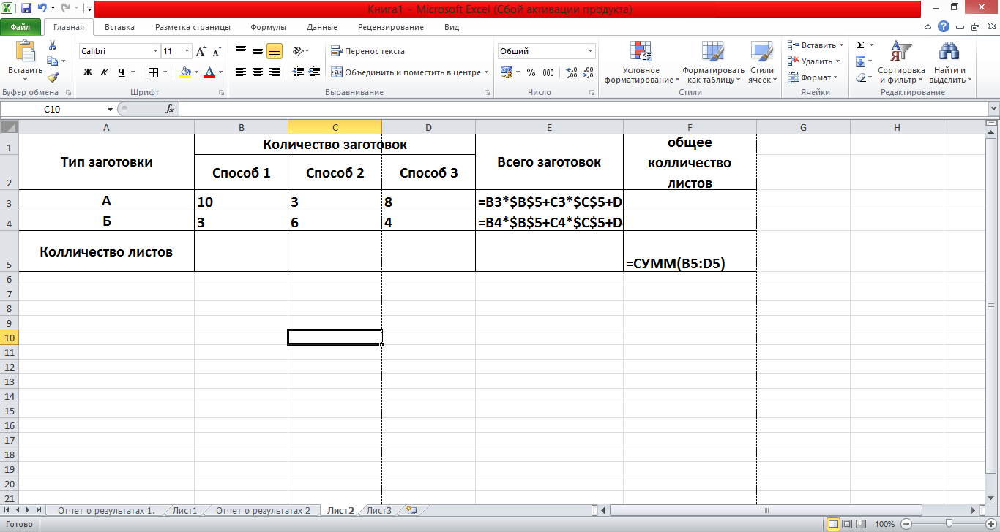 Книга1 - Microsoft Excel (Сбой активации продукта)
Файл Главная Вставка Разметка страницы Формулы Данные Рецензирование Вид
Вставить
Calibri 11
Ж К Ч
Перенос текста
Объединить и поместить в центре
Общий
% 000
Условное форматирование
Форматировать как таблицу
Стили ячеек
Вставить
Удалить
Формат
Σ
Сортировка и фильтр
Найти и выделить
Буфер обмена Шрифт Выравнивание Число Стили Ячейки Редактирование
C10 fx
A B C D E F G H
1 Тип заготовки Количество заготовок Всего заготовок общее колличество листов
2 Способ 1 Способ 2 Способ 3
3 А 10 3 8 =B3*$B$5+C3*$C$5+D
4 Б 3 6 4 =B4*$B$5+C4*$C$5+D
5 Колличество листов =СУММ(B5:D5)
6
7
8
9
10
11
12
13
14
15
16
17
18
19
20
21
Отчет о результатах 1. Лист1 Отчет о результатах 2 Лист2 Лист3
Готово 100%